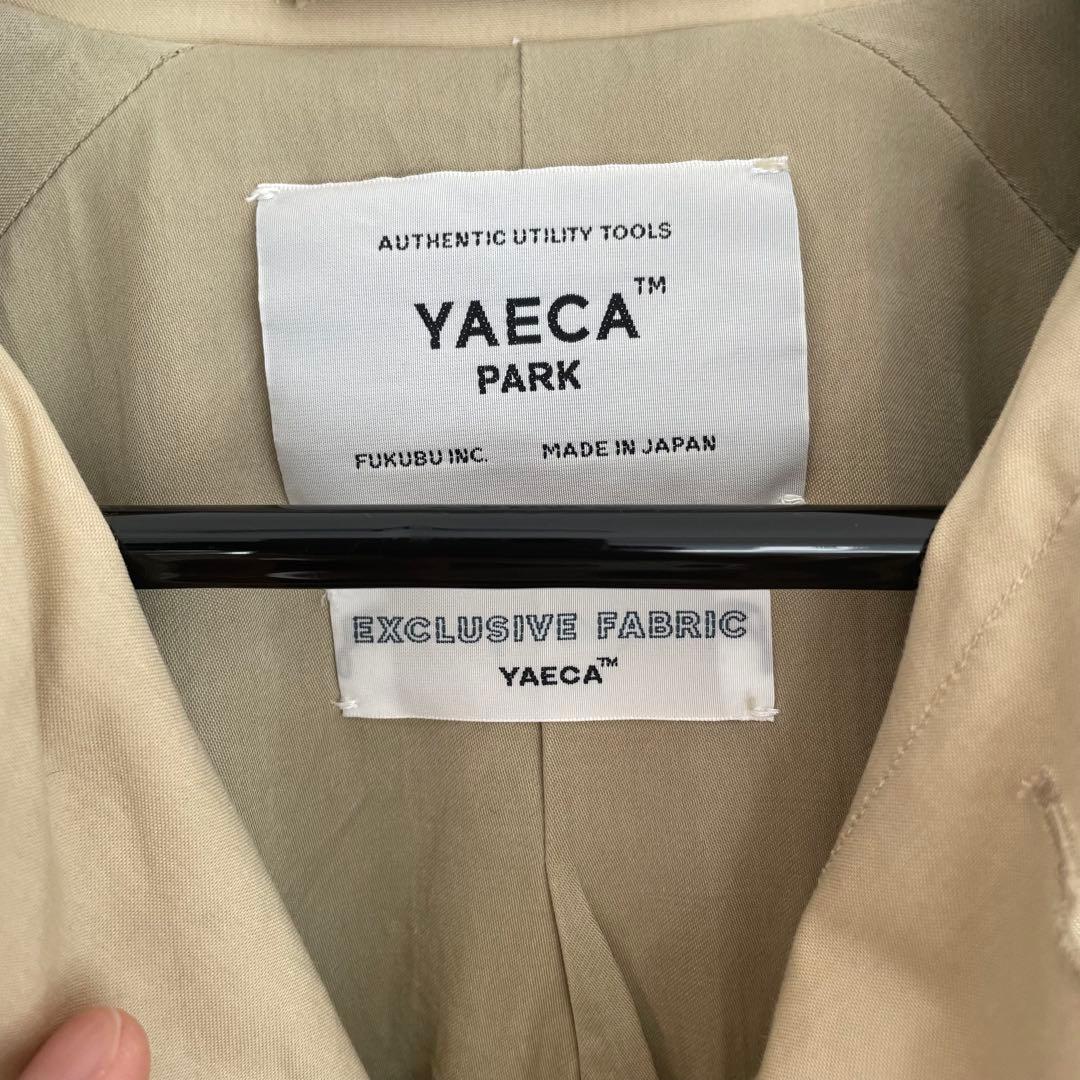 AUTHENTIC UTILITY TOOLS
YAECA™
PARK
FUKUBU INC. MADE IN JAPAN
EXCLUSIVE FABRIC
YAECA™